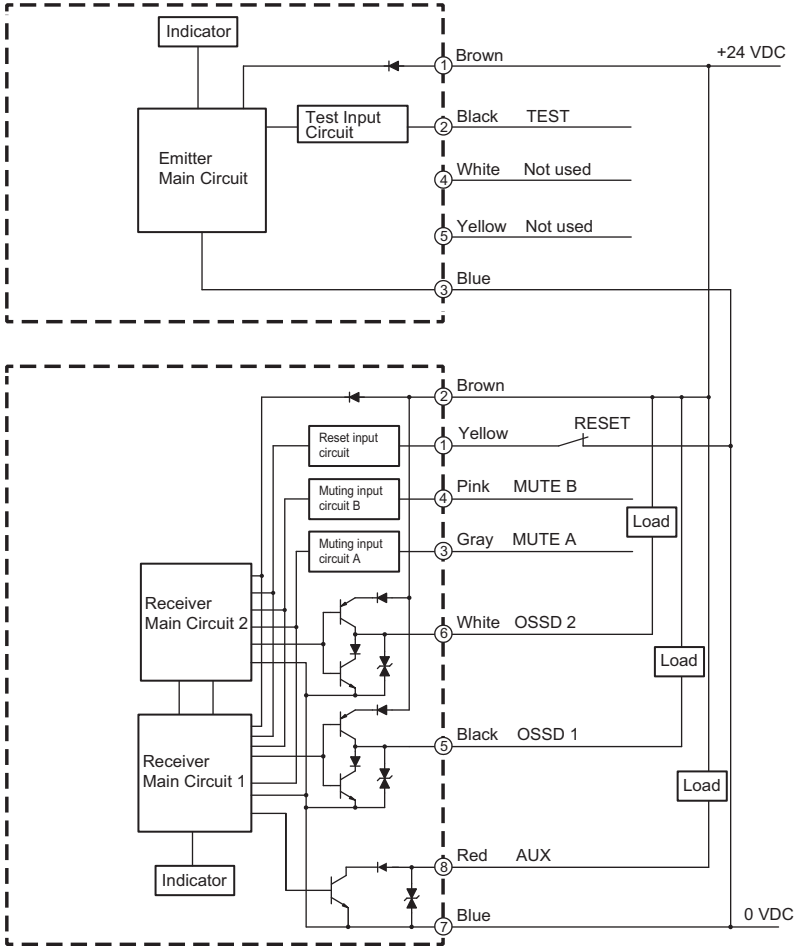 Indicator
Brown
+24 VDC
1
Test Input
Circuit
Black TEST
2
Emitter
Main Circuit
White Not used
4
Yellow Not used
5
Blue
3
Brown
2
RESET
Reset input
circuit
Yellow
1
Muting input
circuit B
Pink MUTE B
4
Load
Muting input
circuit A
Gray MUTE A
3
Receiver
Main Circuit 2
White OSSD 2
6
Load
Black OSSD 1
5
Receiver
Main Circuit 1
Load
Red AUX
8
Indicator
Blue
7
0 VDC